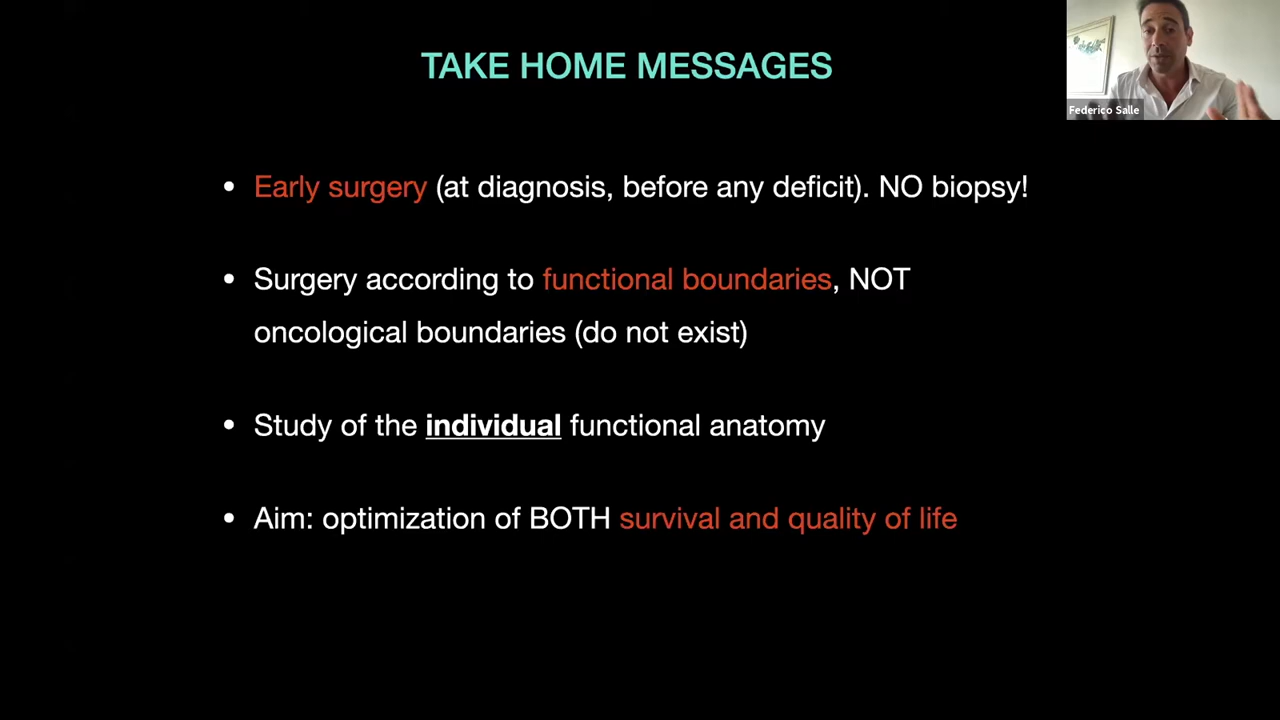 TAKE HOME MESSAGES
Federico Salle
• Early surgery (at diagnosis, before any deficit). NO biopsy!
• Surgery according to functional boundaries, NOT
oncological boundaries (do not exist)
• Study of the individual functional anatomy
• Aim: optimization of BOTH survival and quality of life